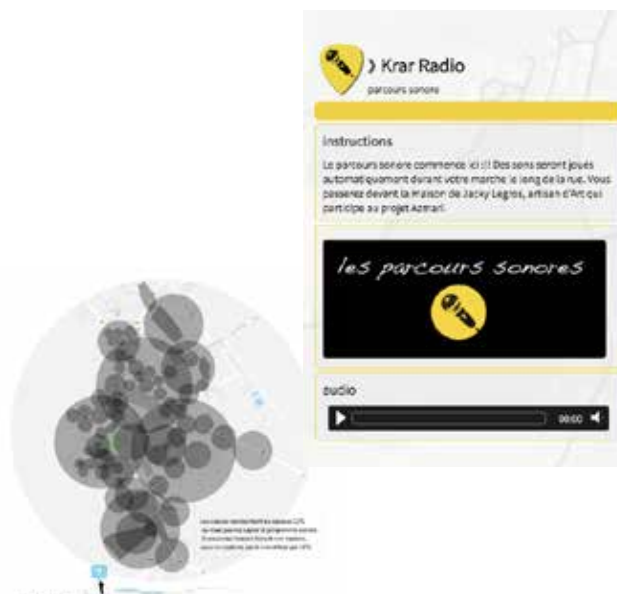 ❯ Krar Radio
parcours sonore
instructions
Le parcours sonore commence ici !!! Des sons seront joués
automatiquement durant votre marche le long de la rue. Vous
passerez devant la maison de Jacky Legros, artisan d'Art qui
participe au projet Azmari.
les parcours sonores
audio
00:00